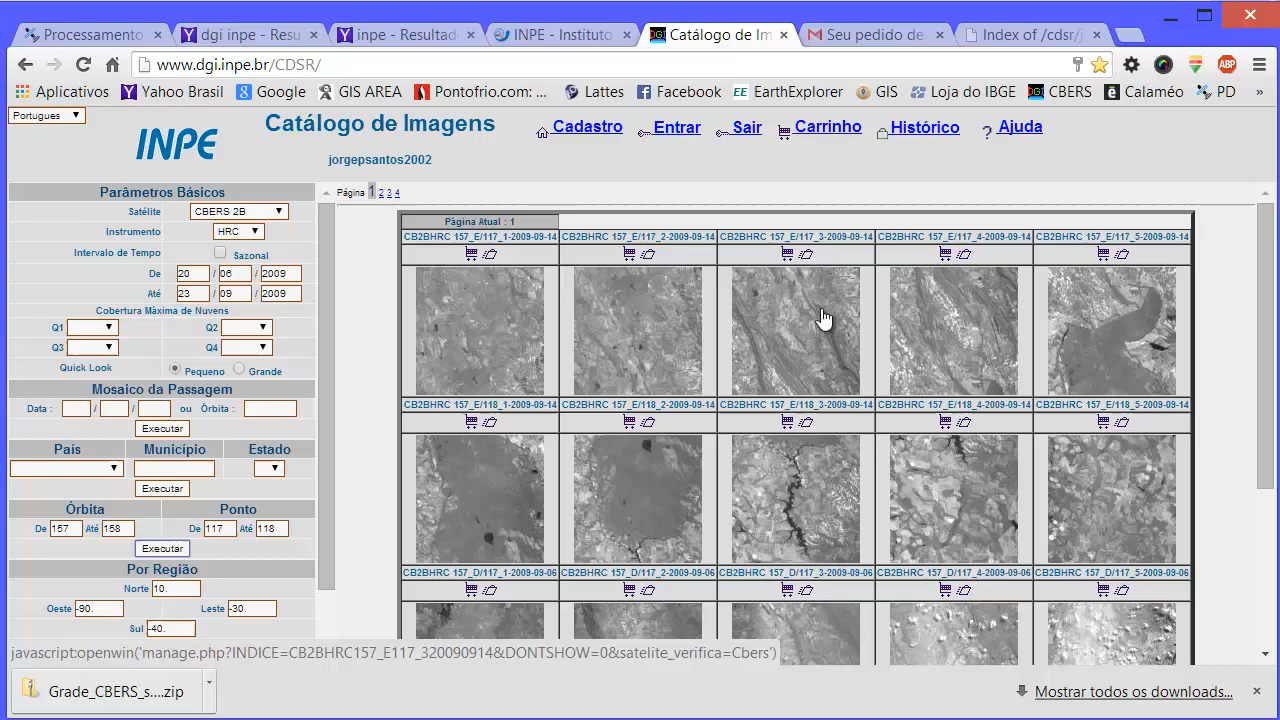 Processamento
dgi inpe - Resu
inpe - Resultad
INPE - Instituto
DGI Catálogo de Im
Seu pedido de
Index of /cdsr/j
www.dgi.inpe.br/CDSR/
ABP
Aplicativos
Yahoo Brasil
Google
GIS AREA
Pontofrio.com: ...
Lattes
Facebook
EE EarthExplorer
GIS
Loja do IBGE
DGI CBERS
Calaméo
PD
»
Portugues
INPE
Catálogo de Imagens
Cadastro
Entrar
Sair
Carrinho
Histórico
? Ajuda
jorgepsantos2002
Parâmetros Básicos
Satélite CBERS 2B
Instrumento HRC
Intervalo de Tempo Sazonal
De 20 / 06 / 2009
Até 23 / 09 / 2009
Cobertura Máxima de Nuvens
Q1 Q2
Q3 Q4
Quick Look Pequeno Grande
Mosaico da Passagem
Data : / / ou Órbita :
Executar
País Município Estado
Executar
Órbita Ponto
De 157 Até 158 De 117 Até 118
Executar
Por Região
Norte 10.
Oeste -90. Leste -30.
Sul -40.
Página 1 2 3 4
Página Atual : 1
CB2BHRC 157_E/117_1-2009-09-14 CB2BHRC 157_E/117_2-2009-09-14 CB2BHRC 157_E/117_3-2009-09-14 CB2BHRC 157_E/117_4-2009-09-14 CB2BHRC 157_E/117_5-2009-09-14
CB2BHRC 157_E/118_1-2009-09-14 CB2BHRC 157_E/118_2-2009-09-14 CB2BHRC 157_E/118_3-2009-09-14 CB2BHRC 157_E/118_4-2009-09-14 CB2BHRC 157_E/118_5-2009-09-14
CB2BHRC 157_D/117_1-2009-09-06 CB2BHRC 157_D/117_2-2009-09-06 CB2BHRC 157_D/117_3-2009-09-06 CB2BHRC 157_D/117_4-2009-09-06 CB2BHRC 157_D/117_5-2009-09-06
javascript:openwin('manage.php?INDICE=CB2BHRC157_E117_320090914&DONTSHOW=0&satelite_verifica=Cbers')
Grade_CBERS_s....zip
Mostrar todos os downloads...